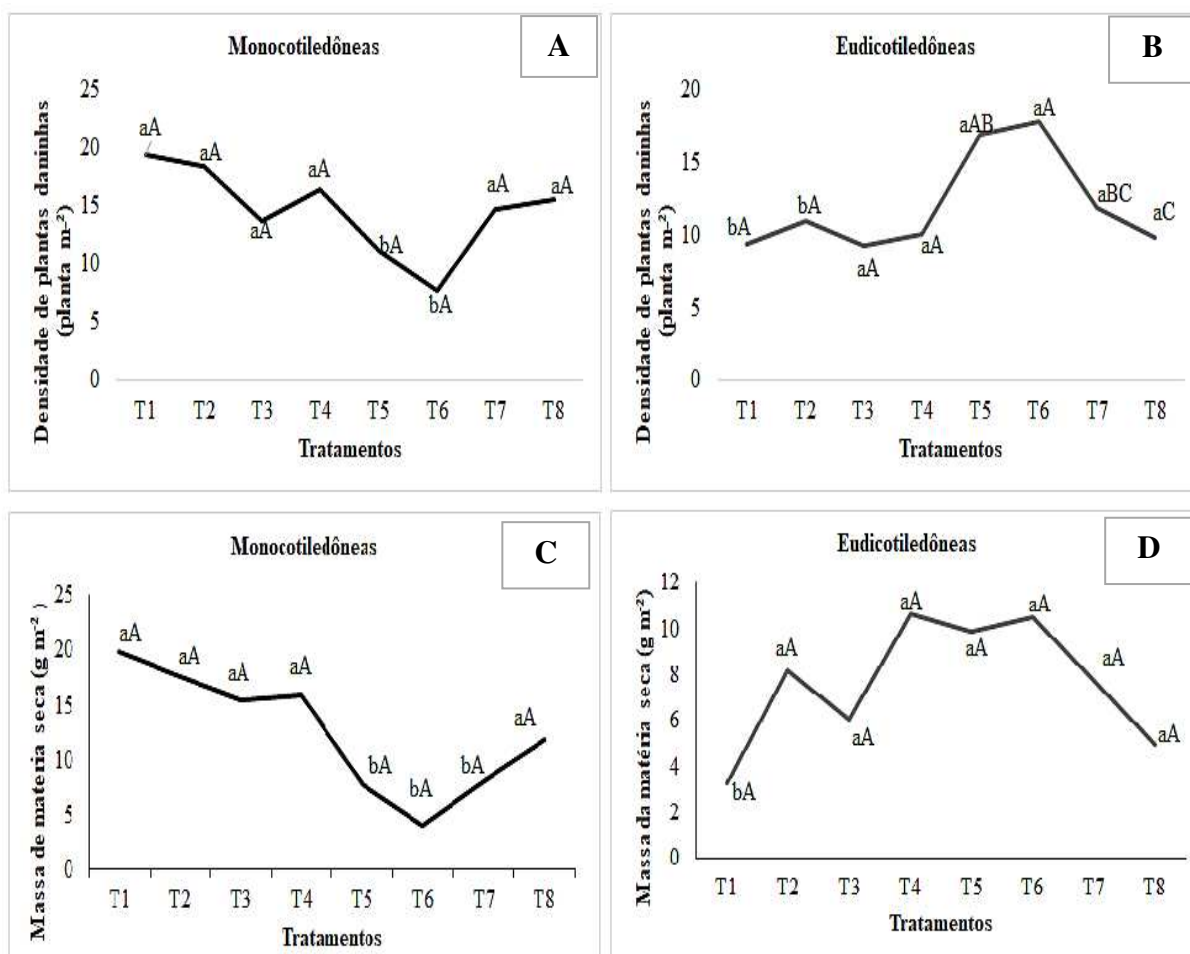 Monocotiledôneas
A
Densidade de plantas daninhas
(planta m-²)
25
20
15
10
5
0
aA
aA
aA
aA
bA
bA
aA
aA
T1 T2 T3 T4 T5 T6 T7 T8
Tratamentos
Eudicotiledôneas
B
Densidade de plantas daninhas
(planta m-²)
20
15
10
5
0
bA
bA
aA
aA
aAB
aA
aBC
aC
T1 T2 T3 T4 T5 T6 T7 T8
Tratamentos
Monocotiledôneas
C
Massa de materia seca (g m-²)
25
20
15
10
5
0
aA
aA
aA
aA
bA
bA
bA
aA
T1 T2 T3 T4 T5 T6 T7 T8
Tratamentos
Eudicotiledôneas
D
Massa da matéria seca (g m-²)
12
10
8
6
4
2
0
bA
aA
aA
aA
aA
aA
aA
aA
T1 T2 T3 T4 T5 T6 T7 T8
Tratamentos